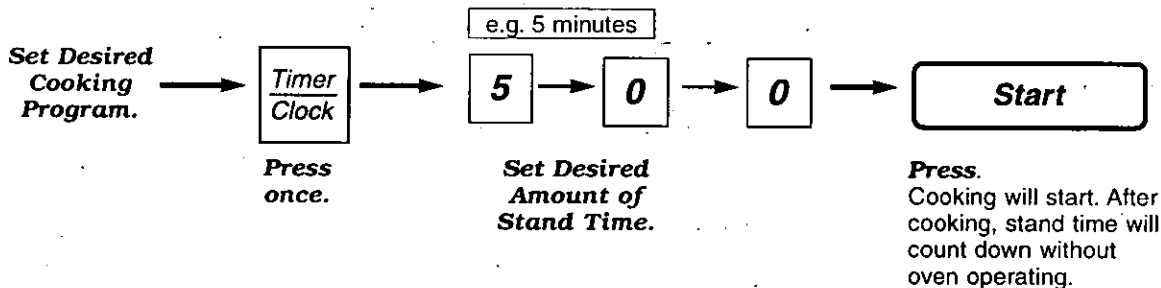 e.g. 5 minutes
Set Desired
Cooking
Program.
Timer
Clock
5
0
0
Start
Press
once.
Set Desired
Amount of
Stand Time.
Press.
Cooking will start. After
cooking, stand time will
count down without
oven operating.